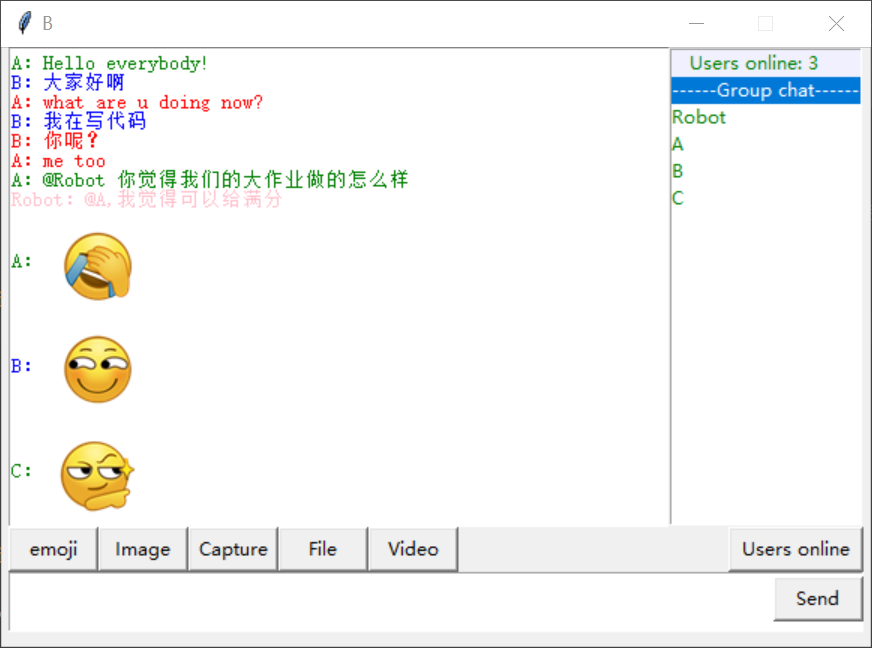 B
A: Hello everybody!
B: 大家好啊
A: what are u doing now?
B: 我在写代码
B: 你呢?
A: me too
A: @Robot 你觉得我们的大作业做的怎么样
Robot: @A,我觉得可以给满分
A:
B:
C:
Users online: 3
------Group chat------
Robot
A
B
C
emoji
Image
Capture
File
Video
Users online
Send